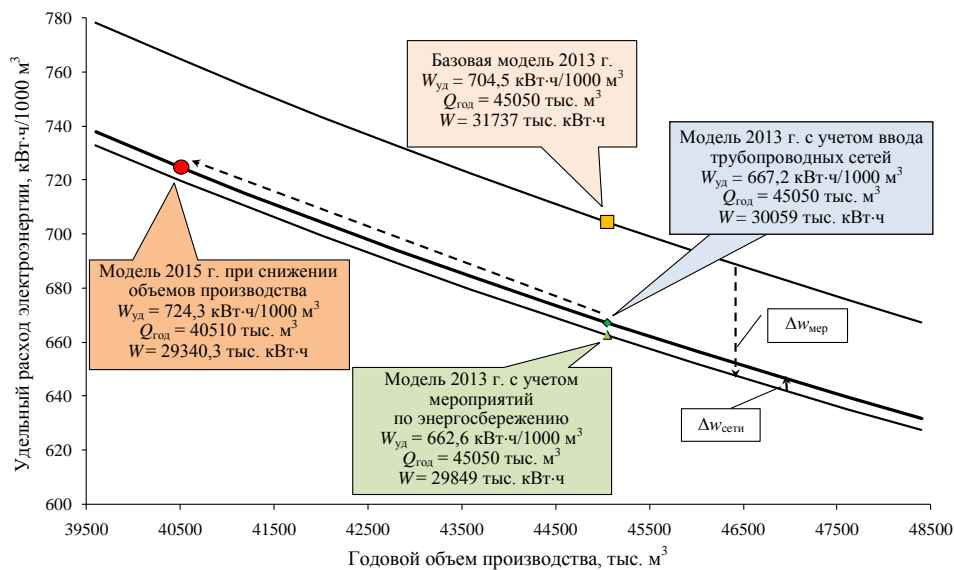 Удельный расход электроэнергии, кВт·ч/1000 м³
780
760
740
720
700
680
660
640
620
600
Базовая модель 2013 г.
Wуд = 704,5 кВт·ч/1000 м³
Qгод = 45050 тыс. м³
W = 31737 тыс. кВт·ч
Модель 2013 г. с учетом ввода
трубопроводных сетей
Wуд = 667,2 кВт·ч/1000 м³
Qгод = 45050 тыс. м³
W = 30059 тыс. кВт·ч
Модель 2015 г. при снижении
объемов производства
Wуд = 724,3 кВт·ч/1000 м³
Qгод = 40510 тыс. м³
W = 29340,3 тыс. кВт·ч
Δwмер
Модель 2013 г. с учетом
мероприятий
по энергосбережению
Wуд = 662,6 кВт·ч/1000 м³
Qгод = 45050 тыс. м³
W = 29849 тыс. кВт·ч
Δwсети
39500 40500 41500 42500 43500 44500 45500 46500 47500 48500
Годовой объем производства, тыс. м³